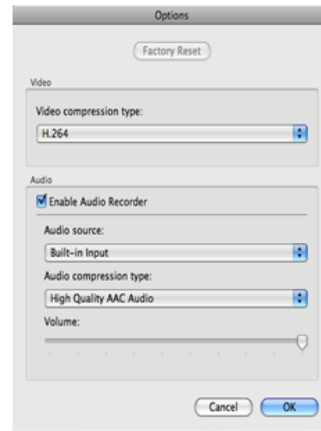 Options
Factory Reset
Video
Video compression type:
H.264
Audio
Enable Audio Recorder
Audio source:
Built-in Input
Audio compression type:
High Quality AAC Audio
Volume:
Cancel
OK